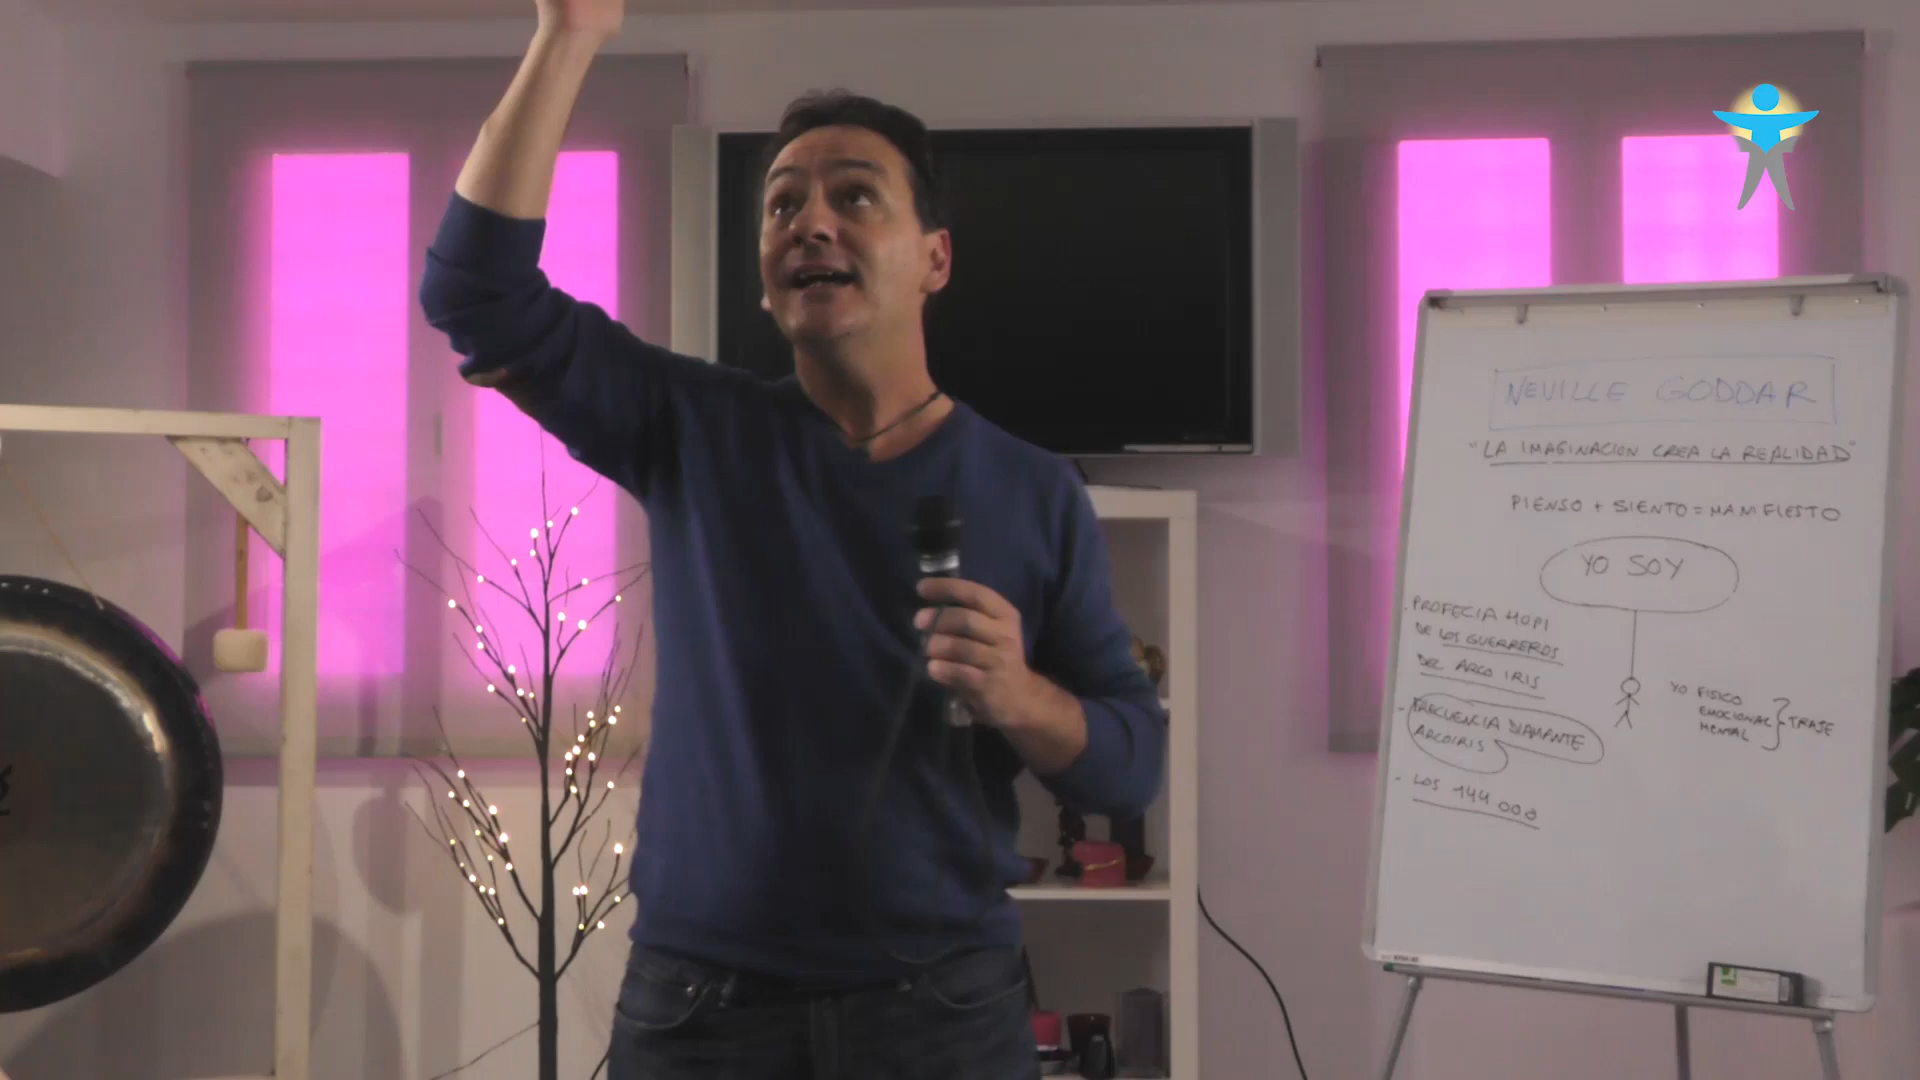 NEVILLE GODDAR
"LA IMAGINACION CREA LA REALIDAD"
PIENSO + SIENTO = MANIFIESTO
YO SOY
. PROFECIA HOPI
DE LOS GUERREROS
DEL ARCO IRIS
- FRECUENCIA DIAMANTE
ARCOIRIS
- LOS 144 000
YO FISICO
EMOCIONAL
MENTAL
} TRAJE